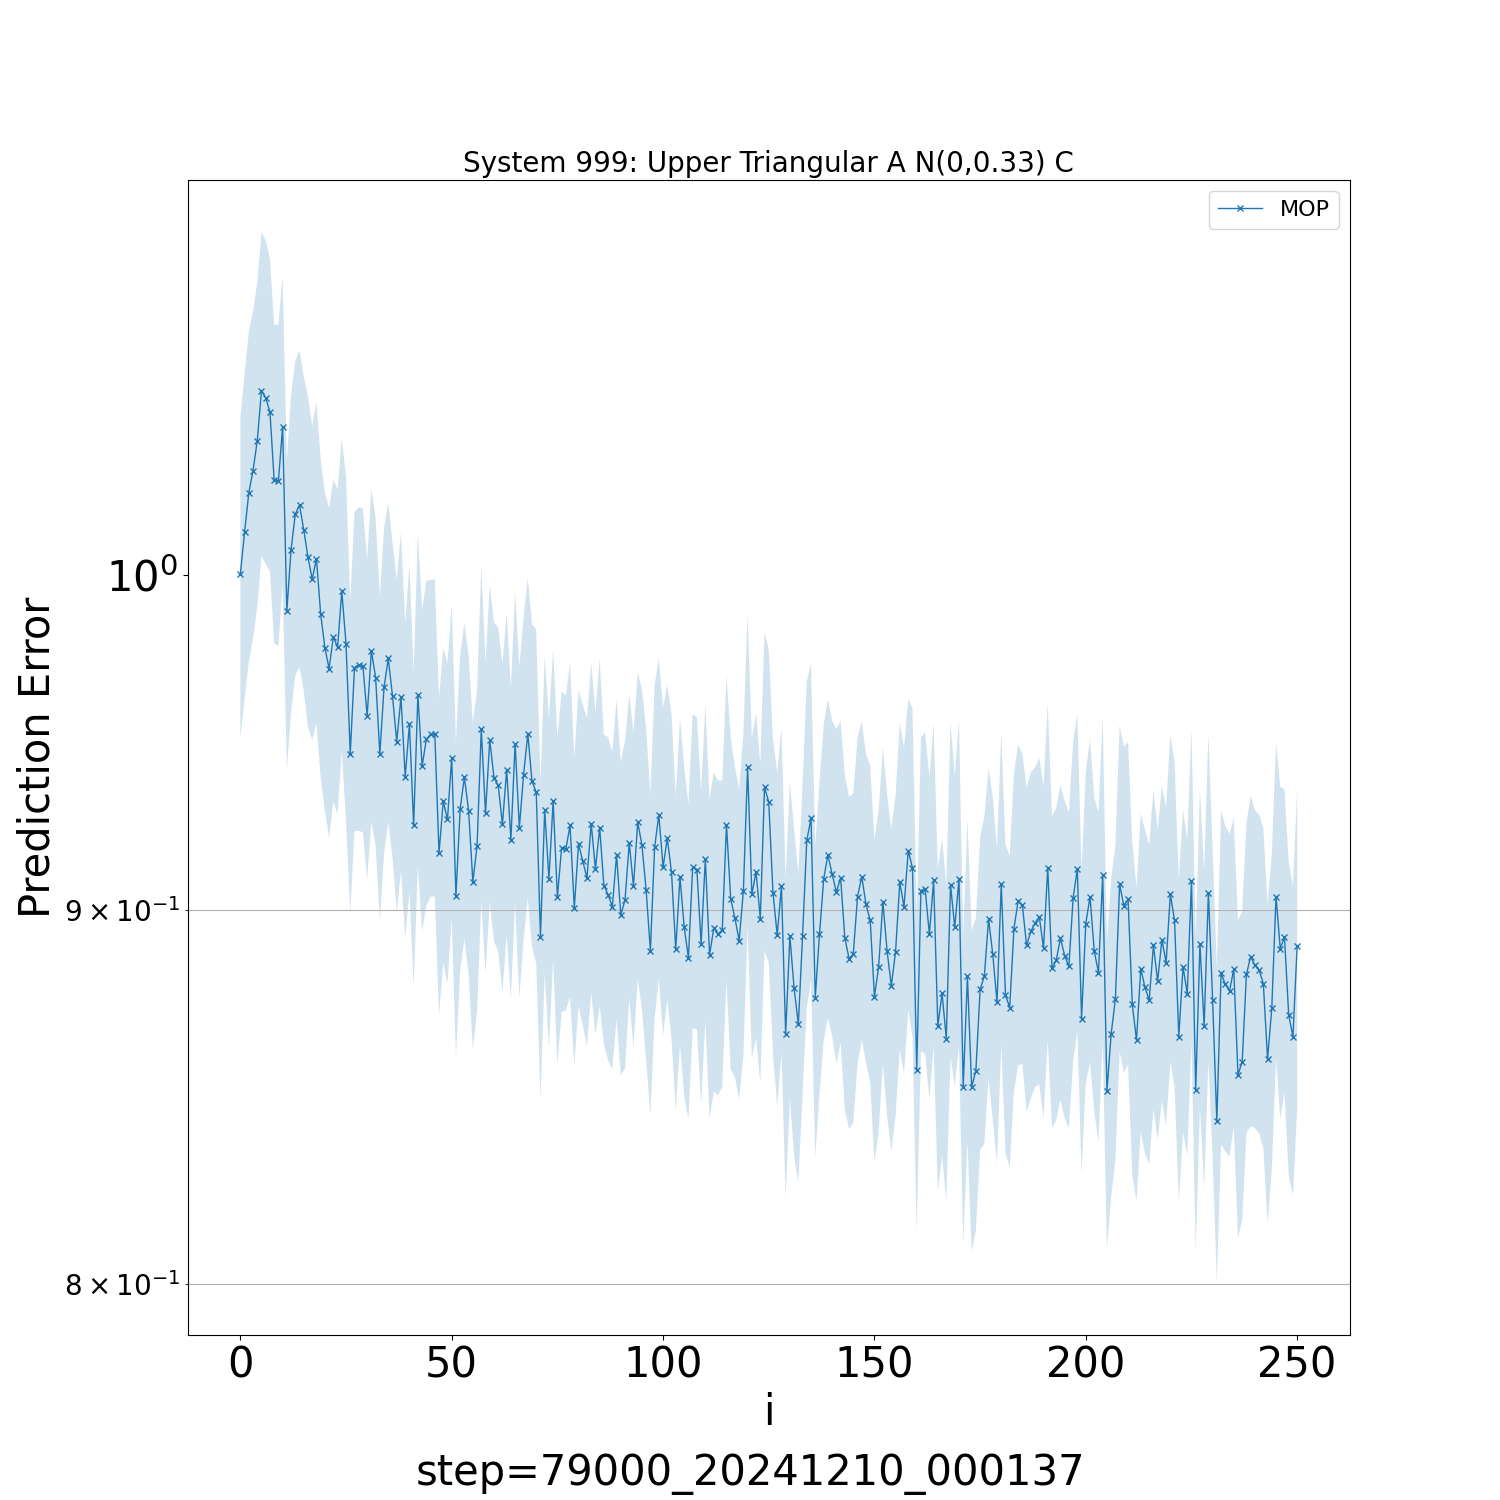 System 999: Upper Triangular A N(0,0.33) C
MOP
Prediction Error
10⁰
9 × 10⁻¹
8 × 10⁻¹
0 50 100 150 200 250
i
step=79000_20241210_000137